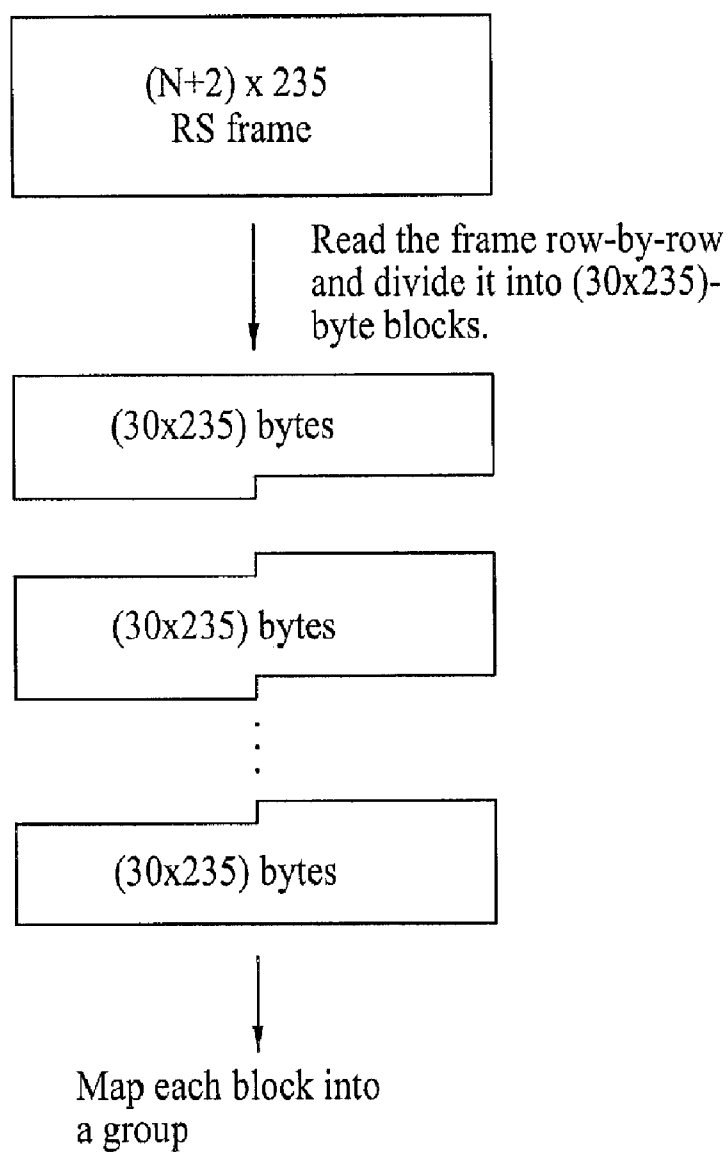 (N+2) x 235
RS frame
Read the frame row-by-row
and divide it into (30x235)-
byte blocks.
(30x235) bytes
(30x235) bytes
.
.
.
(30x235) bytes
Map each block into
a group